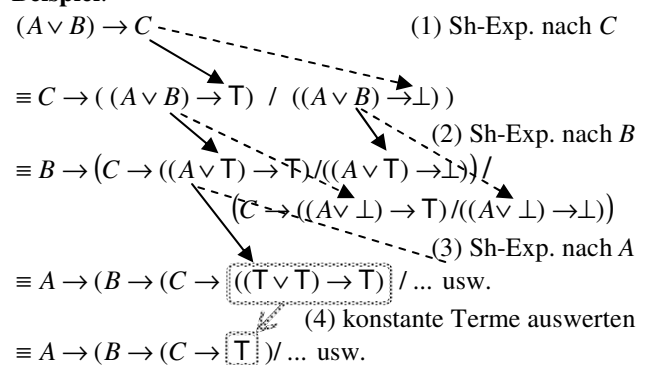 Beispiel:
(A ∨ B) → C (1) Sh-Exp. nach C
≡ C → ( ((A ∨ B) → T) / ((A ∨ B) →⊥) )
(2) Sh-Exp. nach B
≡ B → (C → ((A ∨ T) → T)/((A ∨ T) →⊥))/
(C → ((A∨ ⊥) → T)/((A∨ ⊥) →⊥))
(3) Sh-Exp. nach A
≡ A → (B → (C → ((T ∨ T) → T) / ... usw.
(4) konstante Terme auswerten
≡ A → (B → (C → T )/ ... usw.